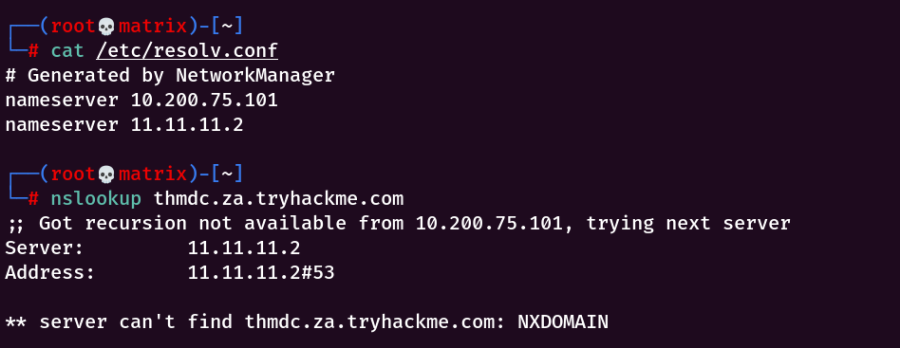 ┌──(root💀matrix)-[~]
└─# cat /etc/resolv.conf
# Generated by NetworkManager
nameserver 10.200.75.101
nameserver 11.11.11.2
┌──(root💀matrix)-[~]
└─# nslookup thmdc.za.tryhackme.com
;; Got recursion not available from 10.200.75.101, trying next server
Server:         11.11.11.2
Address:        11.11.11.2#53
** server can't find thmdc.za.tryhackme.com: NXDOMAIN